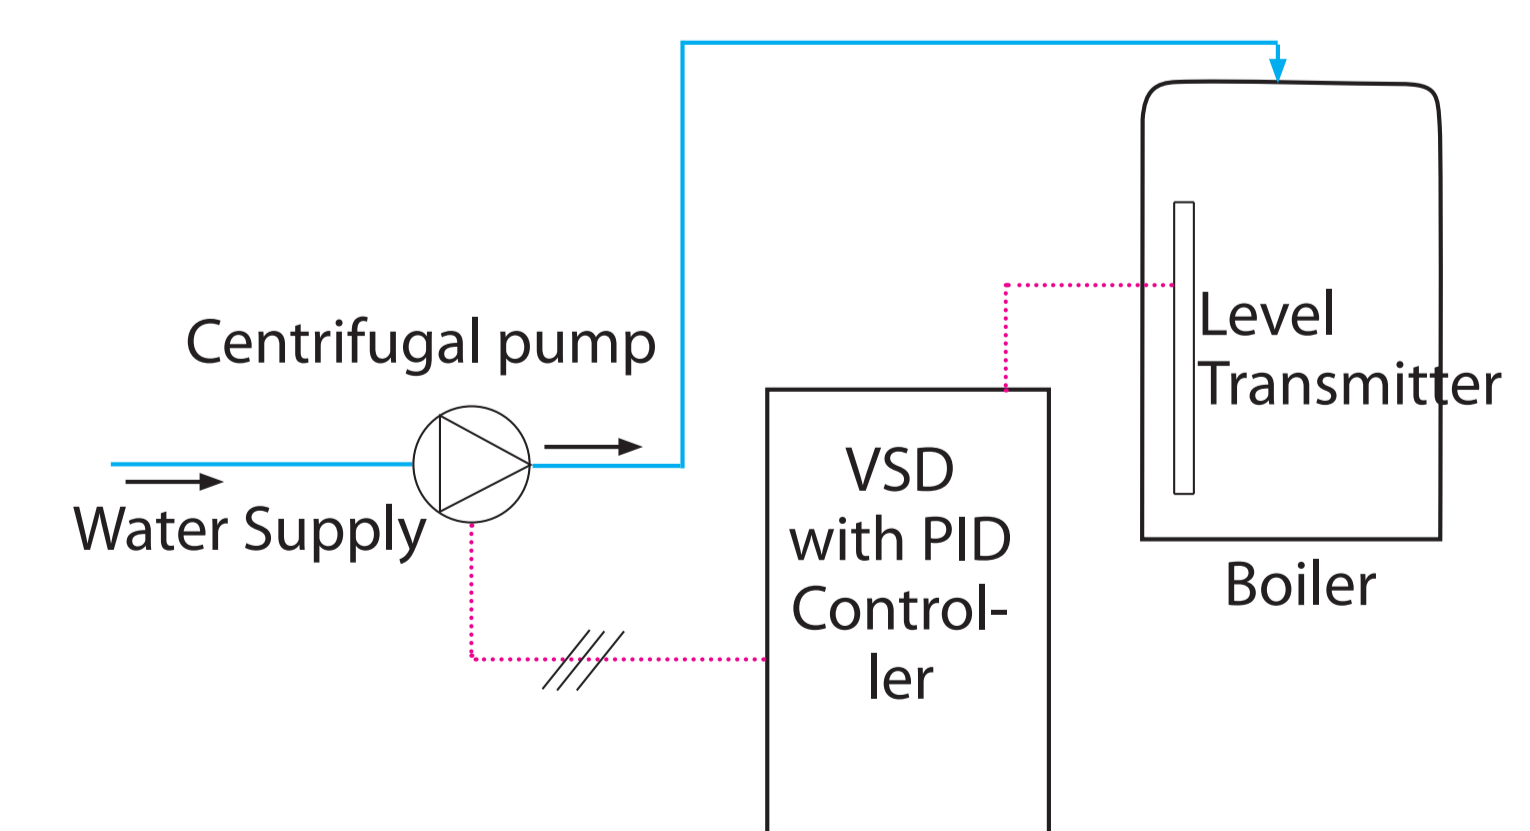 Centrifugal pump
Water Supply
VSD
with PID
Control-
ler
Level
Transmitter
Boiler